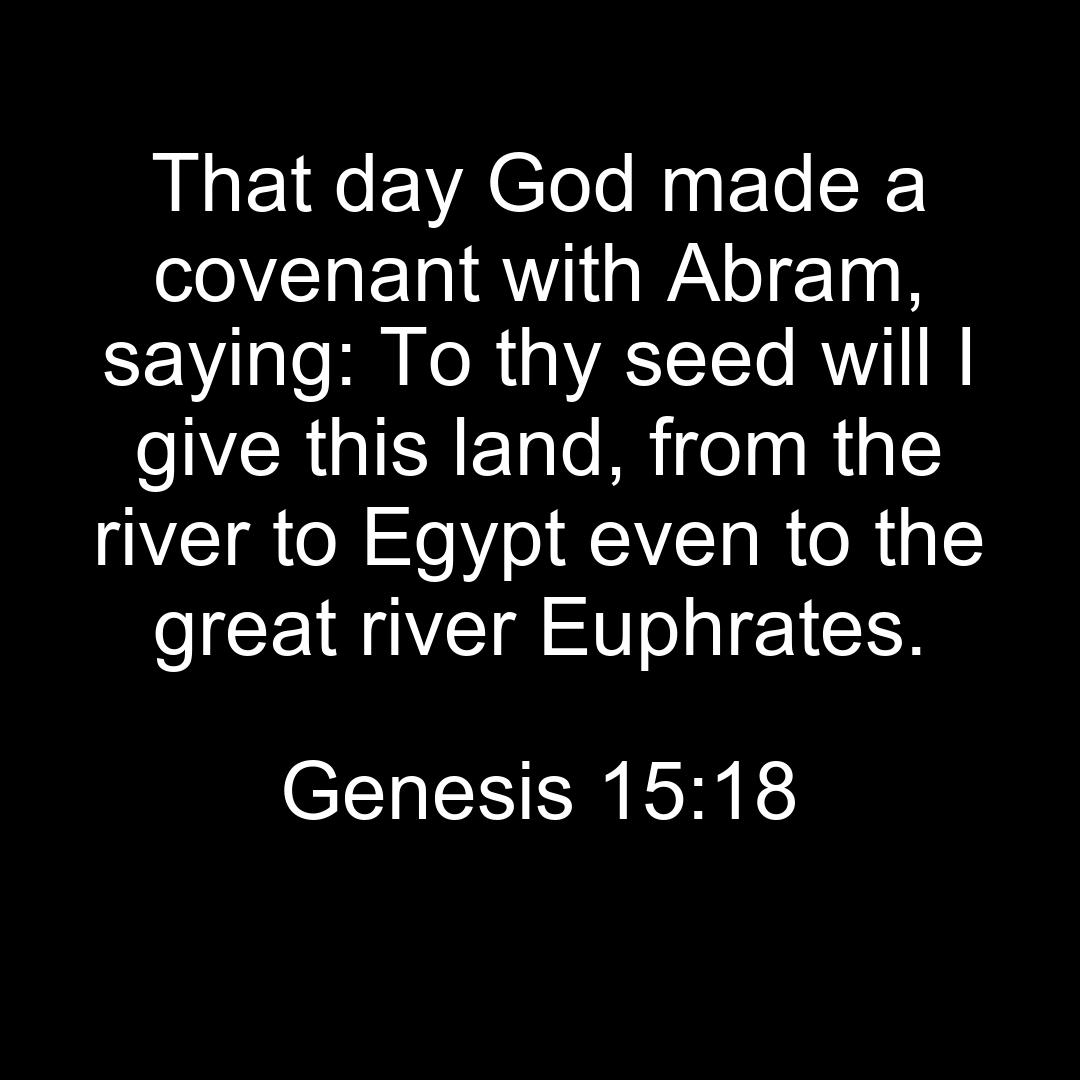 That day God made a
covenant with Abram,
saying: To thy seed will I
give this land, from the
river to Egypt even to the
great river Euphrates.
Genesis 15:18